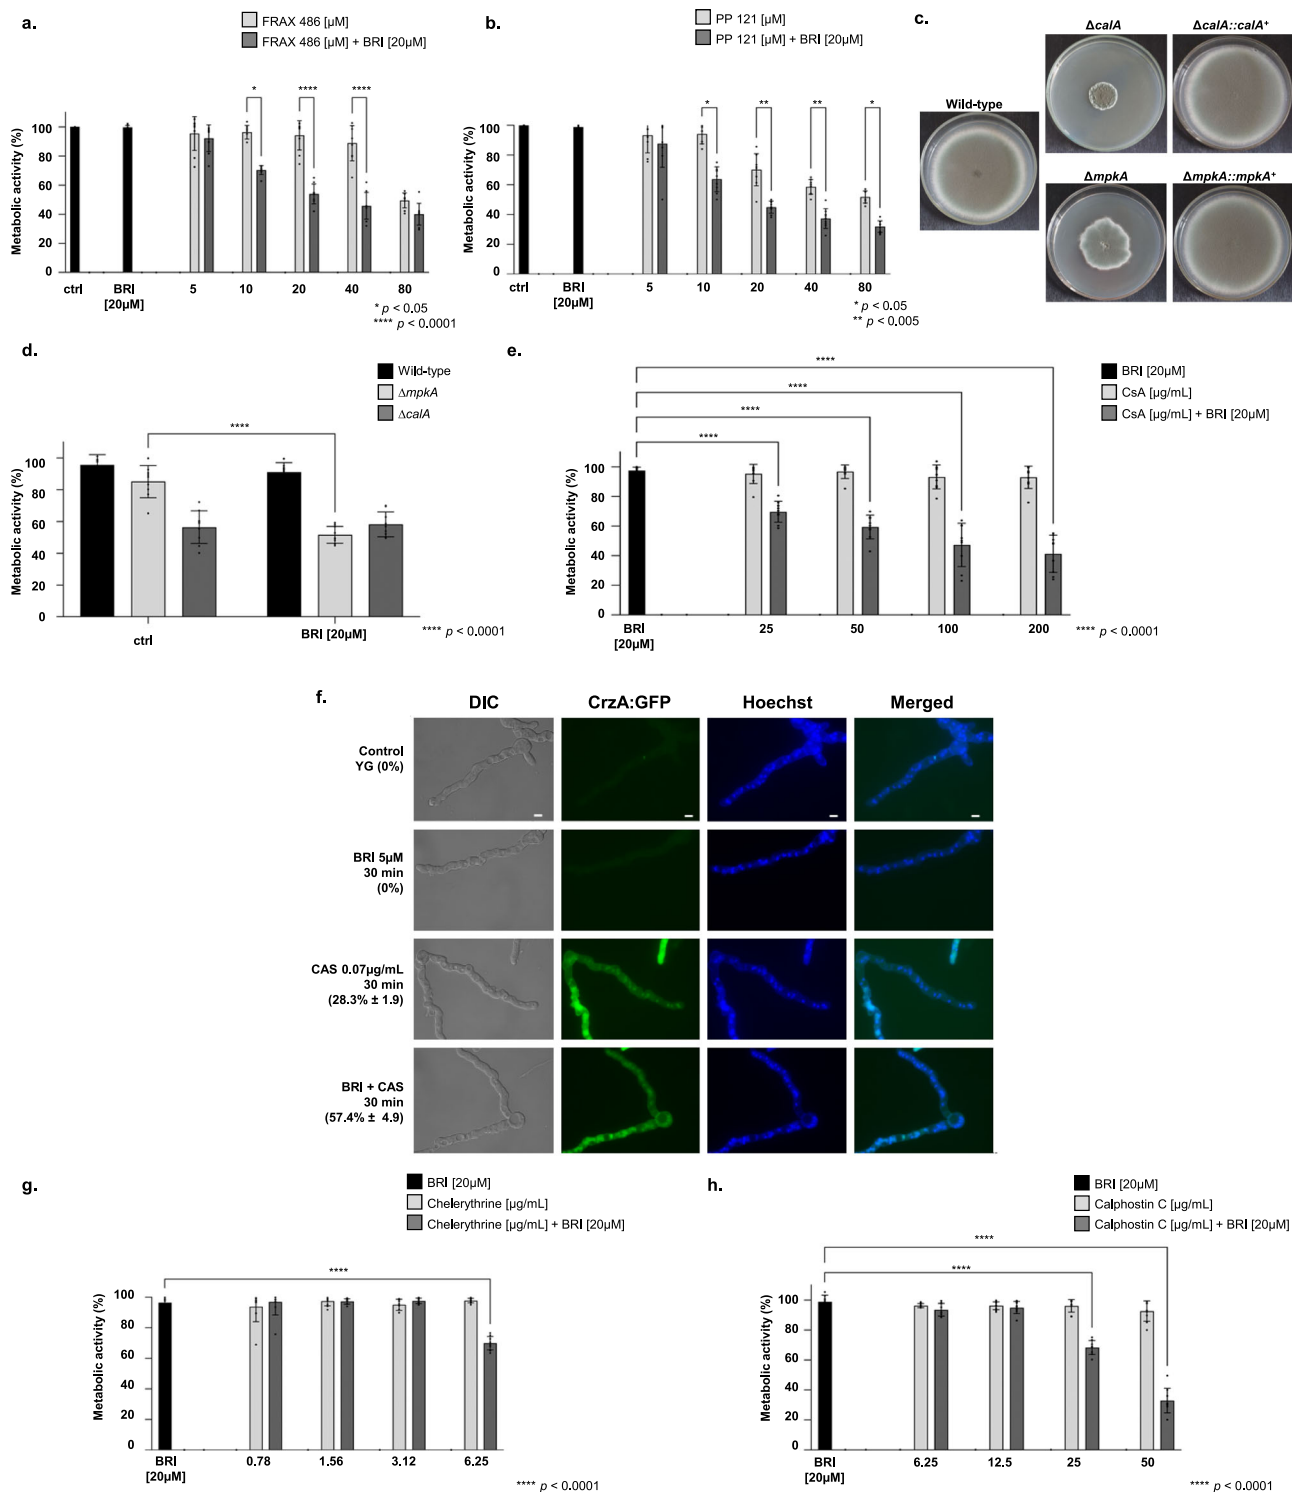 a.
FRAX 486 [µM]
FRAX 486 [µM] + BRI [20µM]
* **** ****
Metabolic activity (%)
100
80
60
40
20
0
ctrl BRI [20µM] 5 10 20 40 80
* p < 0.05
**** p < 0.0001
b.
PP 121 [µM]
PP 121 [µM] + BRI [20µM]
* ** ** *
Metabolic activity (%)
100
80
60
40
20
0
ctrl BRI [20µM] 5 10 20 40 80
* p < 0.05
** p < 0.005
c.
ΔcalA ΔcalA::calA⁺
Wild-type
ΔmpkA ΔmpkA::mpkA⁺
d.
Wild-type
ΔmpkA
ΔcalA
****
Metabolic activity (%)
100
80
60
40
20
0
ctrl BRI [20µM]
**** p < 0.0001
e.
BRI [20µM]
CsA [µg/mL]
CsA [µg/mL] + BRI [20µM]
****
****
****
****
Metabolic activity (%)
100
80
60
40
20
0
BRI [20µM] 25 50 100 200
**** p < 0.0001
f.
DIC CrzA:GFP Hoechst Merged
Control
YG (0%)
BRI 5µM
30 min
(0%)
CAS 0.07µg/mL
30 min
(28.3% ± 1.9)
BRI + CAS
30 min
(57.4% ± 4.9)
g.
BRI [20µM]
Chelerythrine [µg/mL]
Chelerythrine [µg/mL] + BRI [20µM]
****
Metabolic activity (%)
100
80
60
40
20
0
BRI [20µM] 0.78 1.56 3.12 6.25
**** p < 0.0001
h.
BRI [20µM]
Calphostin C [µg/mL]
Calphostin C [µg/mL] + BRI [20µM]
****
****
Metabolic activity (%)
100
80
60
40
20
0
BRI [20µM] 6.25 12.5 25 50
**** p < 0.0001